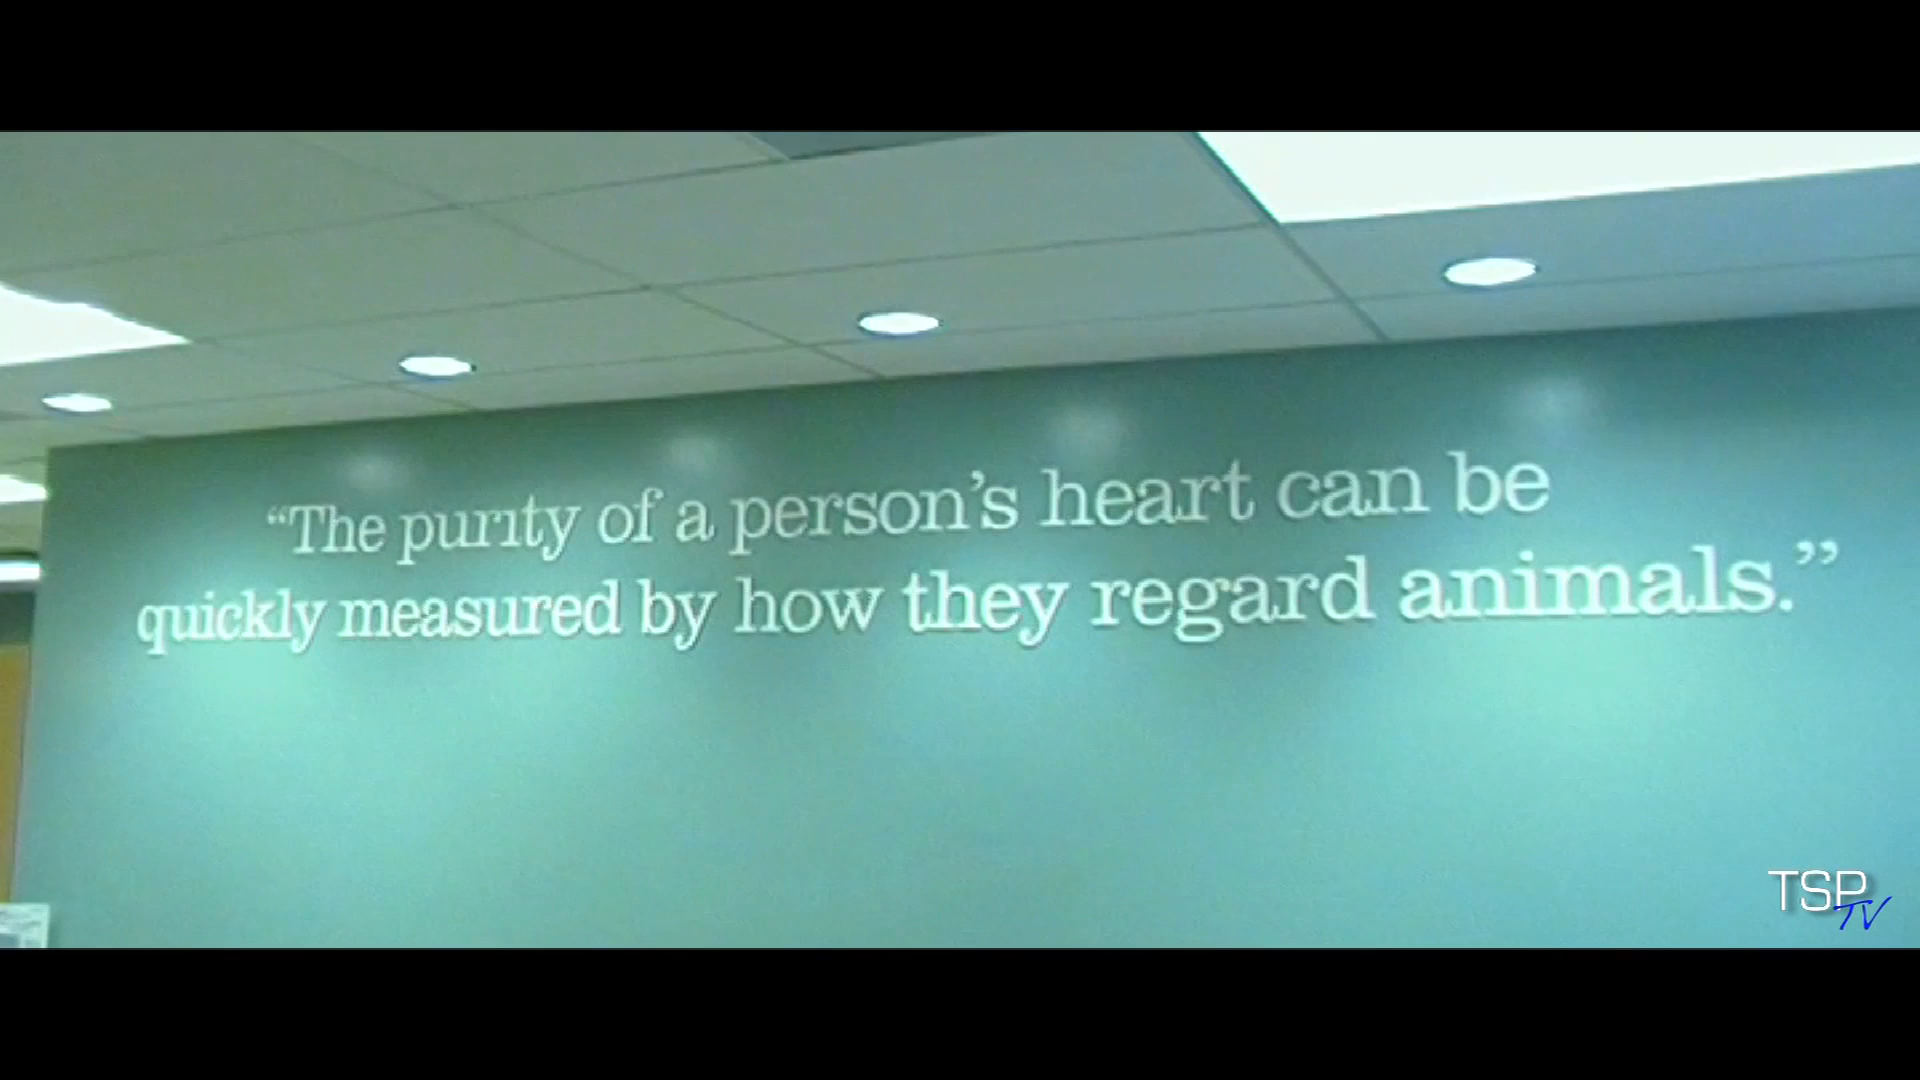 “The purity of a person’s heart can be
quickly measured by how they regard animals.”
TSP
TV